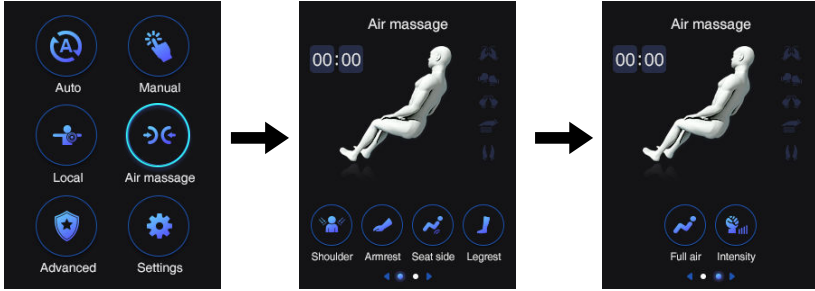 Auto Manual
Local Air massage
Advanced Settings
Air massage
00:00
Shoulder Armrest Seat side Legrest
Air massage
00:00
Full air Intensity